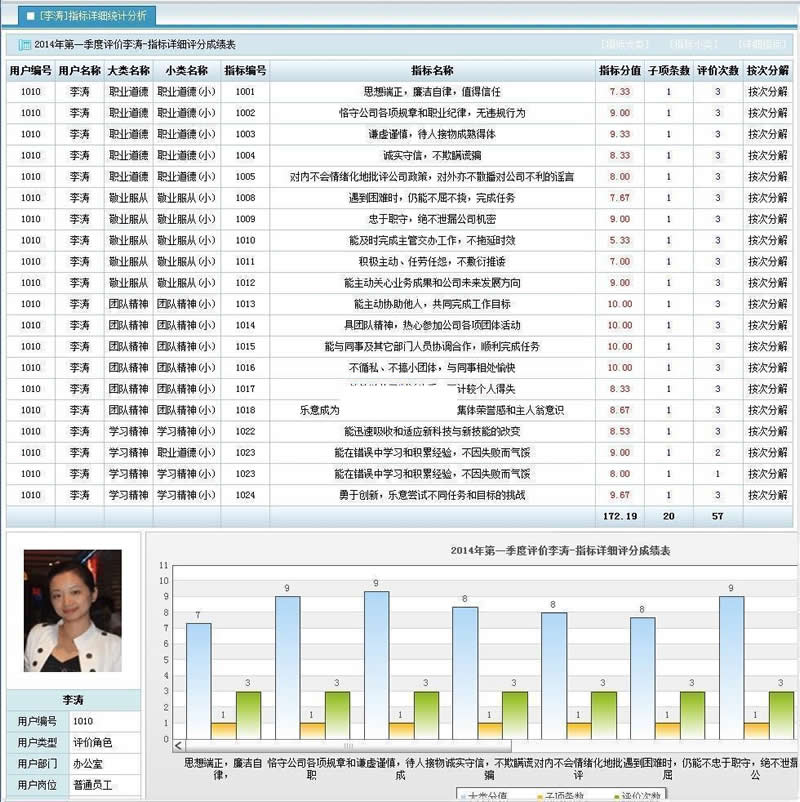 [李涛]指标详细统计分析
2014年第一季度评价李涛-指标详细评分成绩表
用户编号 用户名称 大类名称 小类名称 指标编号 指标名称 指标分值 子项条数 评价次数 按次分解
1010 李涛 职业道德 职业道德(小) 1001 思想端正，廉洁自律，值得信任 7.33 1 3 按次分解
1010 李涛 职业道德 职业道德(小) 1002 恪守公司各项规章和职业纪律，无违规行为 9.00 1 3 按次分解
1010 李涛 职业道德 职业道德(小) 1003 谦虚谨慎，待人接物成熟得体 9.33 1 3 按次分解
1010 李涛 职业道德 职业道德(小) 1004 诚实守信，不欺瞒谎骗 8.33 1 3 按次分解
1010 李涛 职业道德 职业道德(小) 1005 对内不会情绪化地批评公司政策，对外亦不散播对公司不利的谣言 8.00 1 3 按次分解
1010 李涛 敬业服从 敬业服从(小) 1008 遇到困难时，仍能不屈不挠，完成任务 7.67 1 3 按次分解
1010 李涛 敬业服从 敬业服从(小) 1009 忠于职守，绝不泄漏公司机密 9.00 1 3 按次分解
1010 李涛 敬业服从 敬业服从(小) 1010 能及时完成主管交办工作，不拖延时效 5.33 1 3 按次分解
1010 李涛 敬业服从 敬业服从(小) 1011 积极主动、任劳任怨，不敷衍推诿 7.00 1 3 按次分解
1010 李涛 敬业服从 敬业服从(小) 1012 能主动关心业务成果和公司未来发展方向 9.00 1 3 按次分解
1010 李涛 团队精神 团队精神(小) 1013 能主动协助他人，共同完成工作目标 10.00 1 3 按次分解
1010 李涛 团队精神 团队精神(小) 1014 具团队精神，热心参加公司各项团体活动 10.00 1 3 按次分解
1010 李涛 团队精神 团队精神(小) 1015 能与同事及其它部门人员协调合作，顺利完成任务 10.00 1 3 按次分解
1010 李涛 团队精神 团队精神(小) 1016 不循私、不搞小团体，与同事相处愉快 10.00 1 3 按次分解
1010 李涛 团队精神 团队精神(小) 1017 计较个人得失 8.33 1 3 按次分解
1010 李涛 团队精神 团队精神(小) 1018 乐意成为 集体荣誉感和主人翁意识 8.67 1 3 按次分解
1010 李涛 学习精神 学习精神(小) 1022 能迅速吸收和适应新科技与新技能的改变 8.53 1 3 按次分解
1010 李涛 学习精神 职业道德(小) 1023 能在错误中学习和积累经验，不因失败而气馁 9.00 1 2 按次分解
1010 李涛 学习精神 学习精神(小) 1023 能在错误中学习和积累经验，不因失败而气馁 8.00 1 1 按次分解
1010 李涛 学习精神 学习精神(小) 1024 勇于创新，乐意尝试不同任务和目标的挑战 9.67 1 3 按次分解
172.19 20 57
李涛
用户编号 1010
用户类型 评价角色
用户部门 办公室
用户岗位 普通员工
2014年第一季度评价李涛-指标详细评分成绩表
11
10
9
8
7
6
5
4
3
2
1
0
7 1 3 9 1 3 9 1 3 8 1 3 8 1 3 8 1 3 9 1 3
思想端正，廉洁自律，
恪守公司各项规章和职
谦虚谨慎，待人接物成
诚实守信，不欺瞒谎骗
对内不会情绪化地批评
遇到困难时，仍能不屈
忠于职守，绝不泄漏公
大类分值 子项条数 评价次数